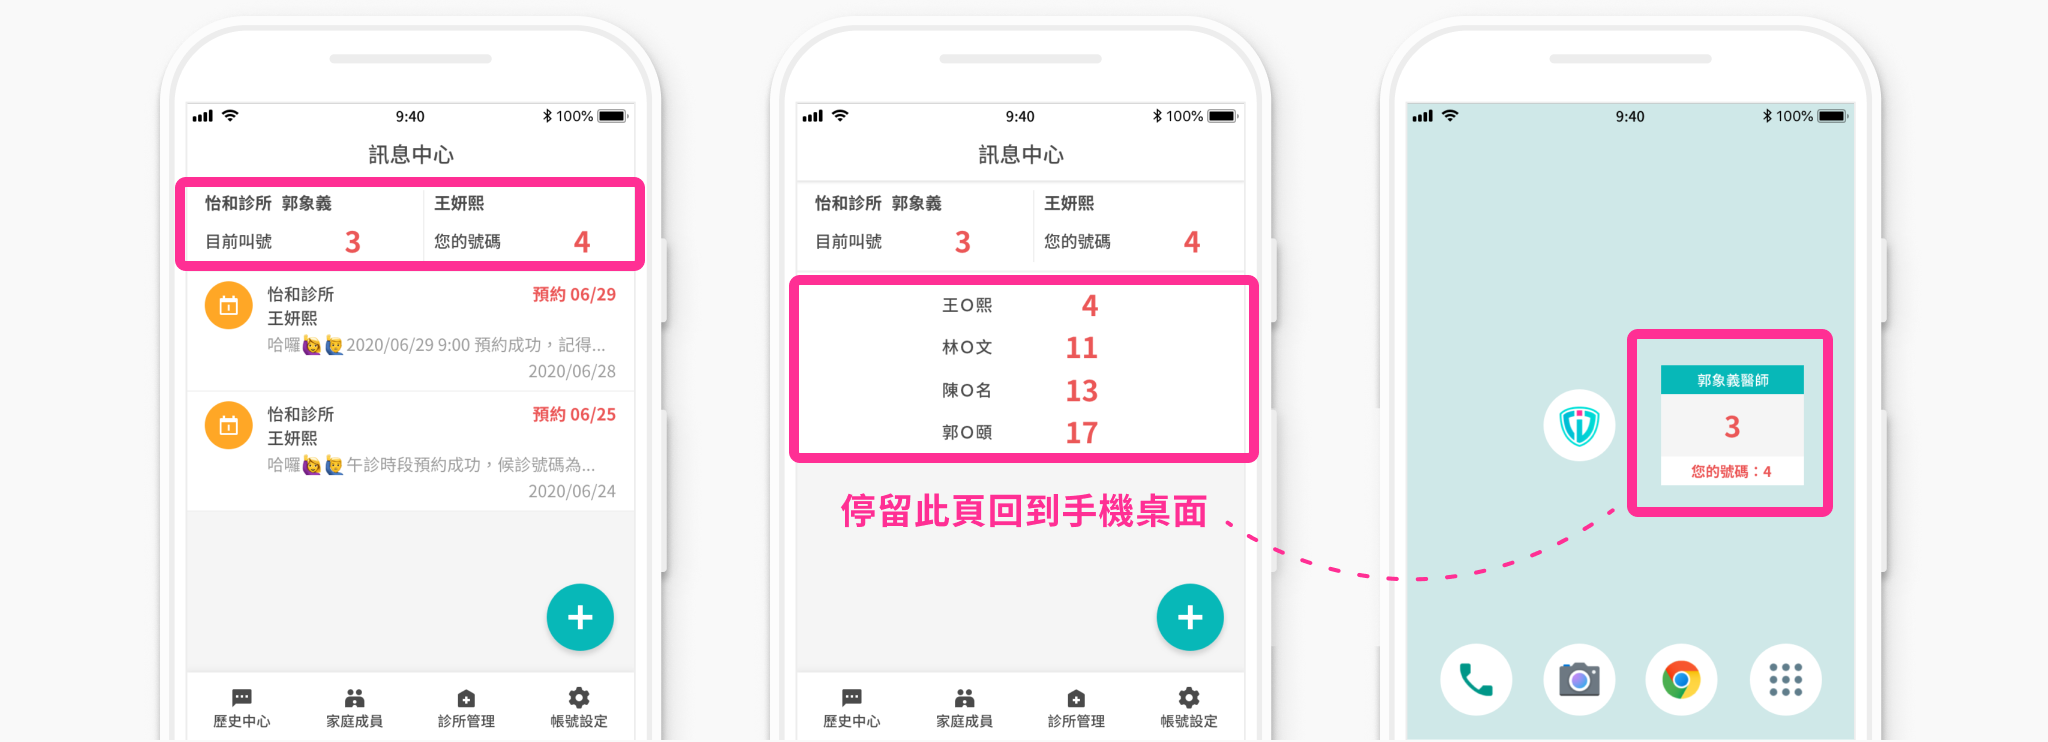 9:40
100%
訊息中心
怡和診所 郭象義
王妍熙
目前叫號 3
您的號碼 4
怡和診所
預約 06/29
王妍熙
哈囉🙋‍♀️🙋‍♂️2020/06/29 9:00 預約成功，記得...
2020/06/28
怡和診所
預約 06/25
王妍熙
哈囉🙋‍♀️🙋‍♂️午診時段預約成功，候診號碼為...
2020/06/24
歷史中心
家庭成員
診所管理
帳號設定
9:40
100%
訊息中心
怡和診所 郭象義
王妍熙
目前叫號 3
您的號碼 4
王O熙 4
林O文 11
陳O名 13
郭O頤 17
停留此頁回到手機桌面
歷史中心
家庭成員
診所管理
帳號設定
9:40
100%
郭象義醫師
3
您的號碼：4